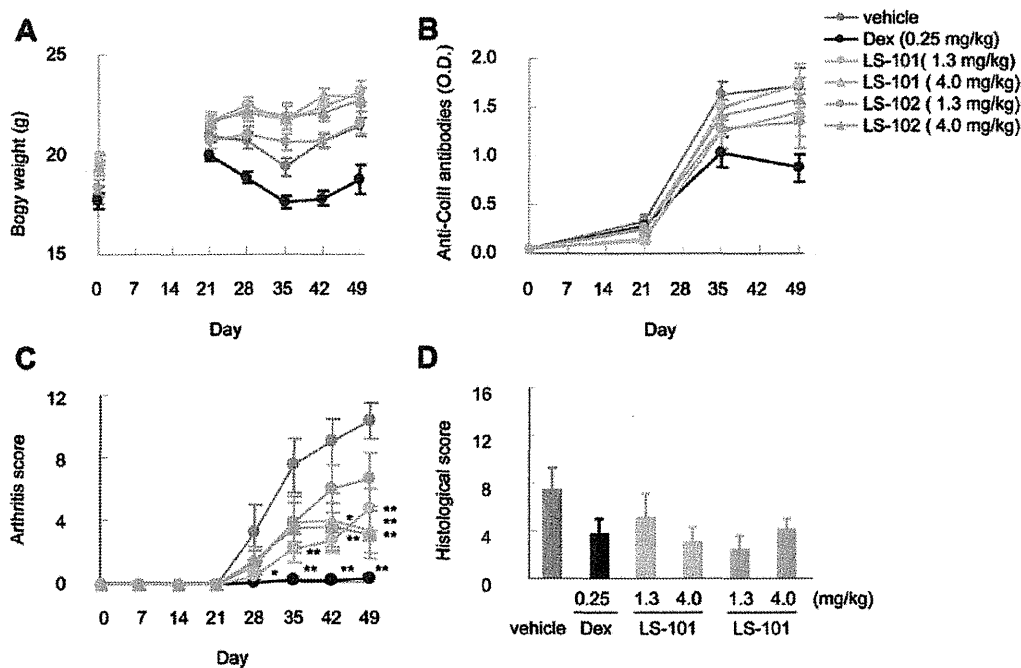 A
Bogy weight (g)
25
20
15
0 7 14 21 28 35 42 49
Day
B
Anti-ColII antibodies (O.D.)
2.0
1.5
1.0
0.5
0.0
0 7 14 21 28 35 42 49
Day
vehicle
Dex (0.25 mg/kg)
LS-101( 1.3 mg/kg)
LS-101 ( 4.0 mg/kg)
LS-102 ( 1.3 mg/kg)
LS-102 ( 4.0 mg/kg)
C
Arthritis score
12
8
4
0
* ** ** **
**
* **
**
**
**
0 7 14 21 28 35 42 49
Day
D
Histological score
16
12
8
4
0
0.25 1.3 4.0 1.3 4.0 (mg/kg)
vehicle Dex LS-101 LS-101